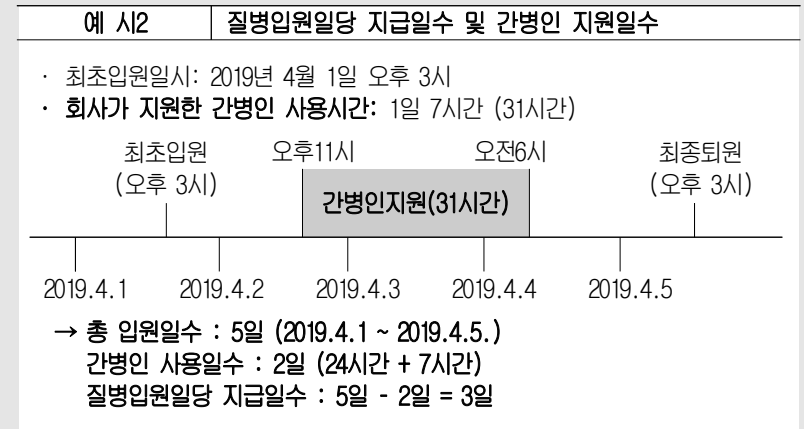 예 시2 질병입원일당 지급일수 및 간병인 지원일수
· 최초입원일시: 2019년 4월 1일 오후 3시
· 회사가 지원한 간병인 사용시간: 1일 7시간 (31시간)
최초입원 오후11시 오전6시 최종퇴원
(오후 3시) (오후 3시)
간병인지원(31시간)
2019.4.1 2019.4.2 2019.4.3 2019.4.4 2019.4.5
→ 총 입원일수 : 5일 (2019.4.1 ~ 2019.4.5.)
간병인 사용일수 : 2일 (24시간 + 7시간)
질병입원일당 지급일수 : 5일 - 2일 = 3일